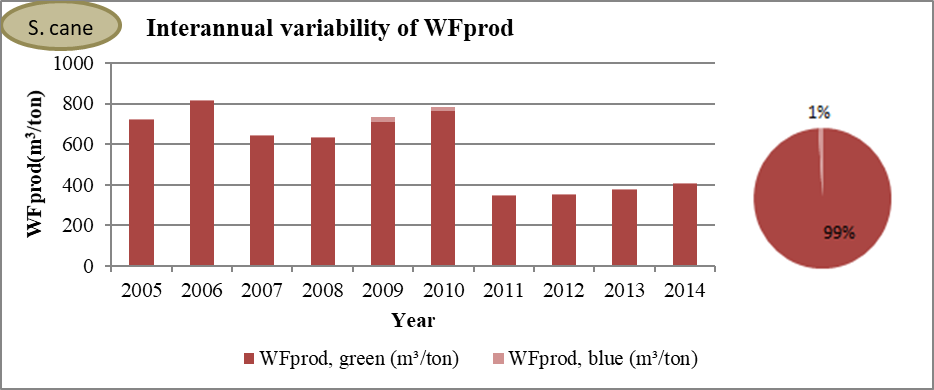 S. cane
Interannual variability of WFprod
WFprod(m³/ton)
1000
800
600
400
200
0
2005 2006 2007 2008 2009 2010 2011 2012 2013 2014
Year
WFprod, green (m³/ton) WFprod, blue (m³/ton)
1%
99%